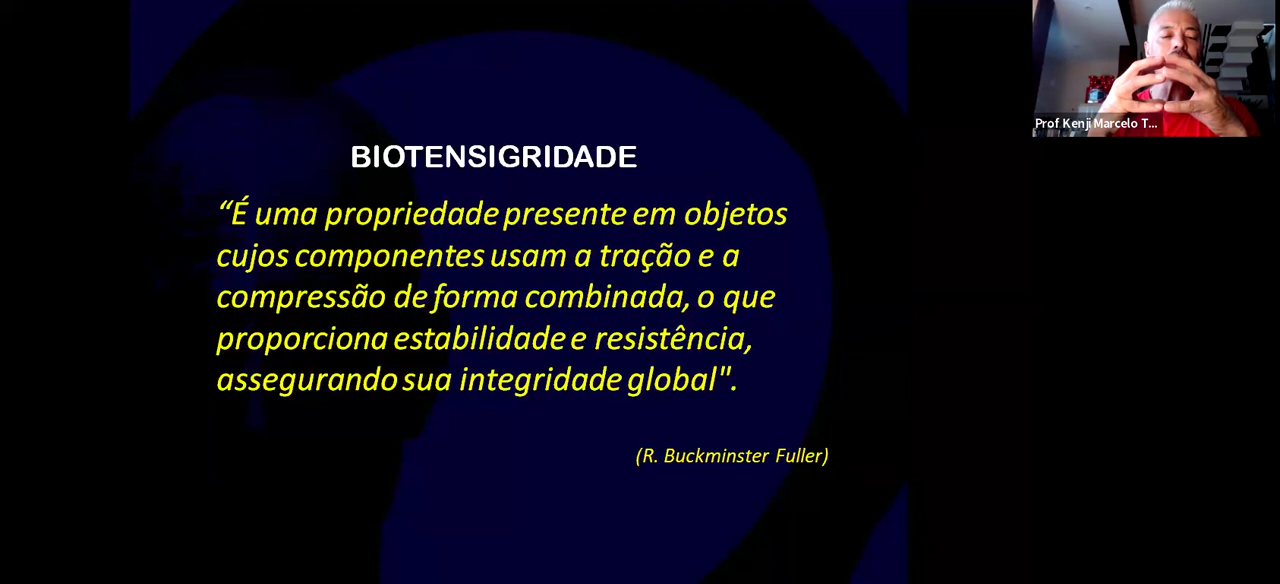 BIOTENSIGRIDADE
“É uma propriedade presente em objetos
cujos componentes usam a tração e a
compressão de forma combinada, o que
proporciona estabilidade e resistência,
assegurando sua integridade global".
(R. Buckminster Fuller)
Prof Kenji Marcelo T...